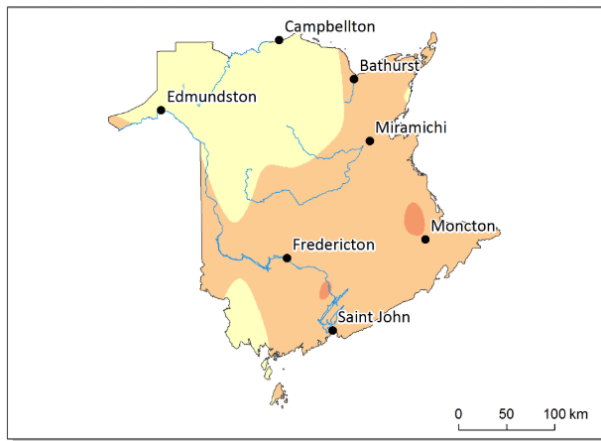 Campbellton
Bathurst
Edmundston
Miramichi
Moncton
Fredericton
Saint John
0 50 100 km